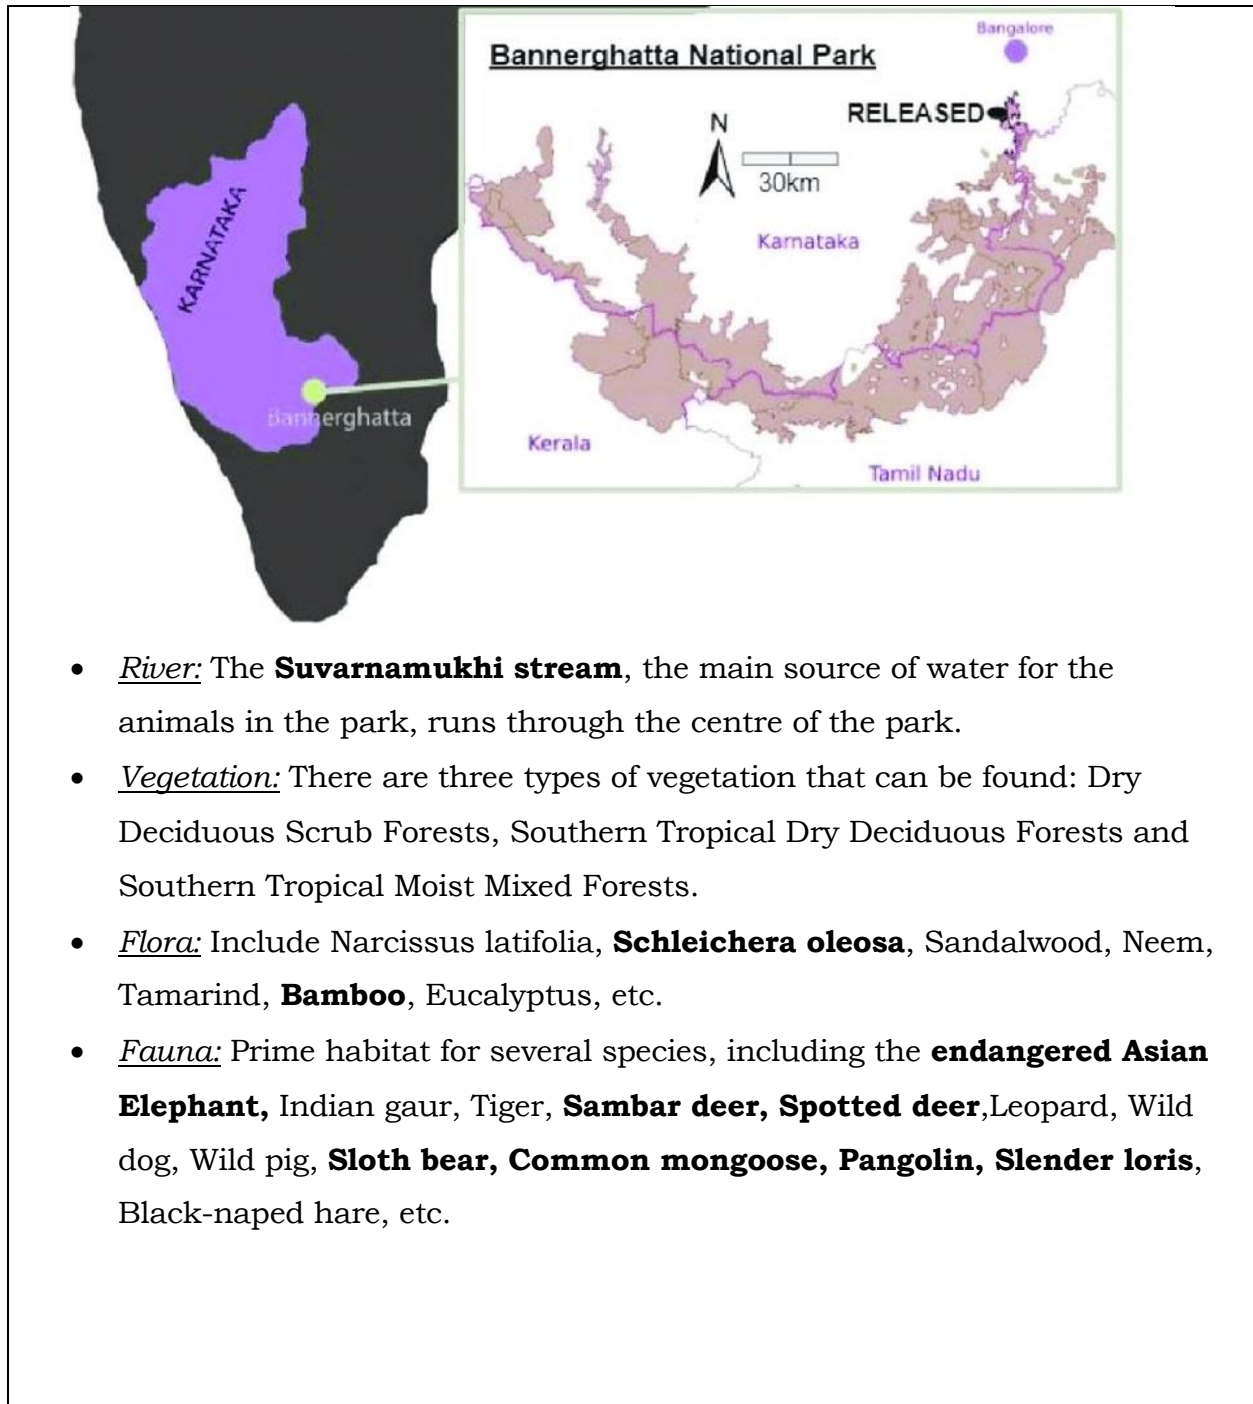 Bangalore
Bannerghatta National Park
RELEASED
N
30km
KARNATAKA
Karnataka
Bannerghatta
Kerala
Tamil Nadu
• River: The Suvarnamukhi stream, the main source of water for the
animals in the park, runs through the centre of the park.
• Vegetation: There are three types of vegetation that can be found: Dry
Deciduous Scrub Forests, Southern Tropical Dry Deciduous Forests and
Southern Tropical Moist Mixed Forests.
• Flora: Include Narcissus latifolia, Schleichera oleosa, Sandalwood, Neem,
Tamarind, Bamboo, Eucalyptus, etc.
• Fauna: Prime habitat for several species, including the endangered Asian
Elephant, Indian gaur, Tiger, Sambar deer, Spotted deer,Leopard, Wild
dog, Wild pig, Sloth bear, Common mongoose, Pangolin, Slender loris,
Black-naped hare, etc.